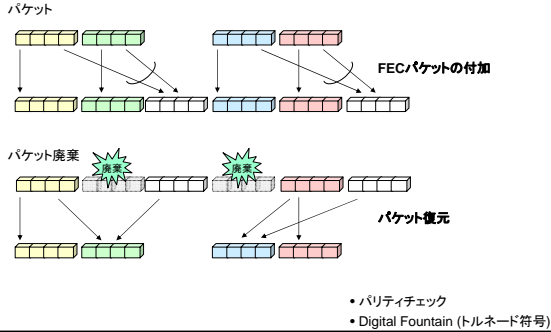 パケット
FECパケットの付加
パケット廃棄
廃棄
廃棄
パケット復元
• パリティチェック
• Digital Fountain (トルネード符号)